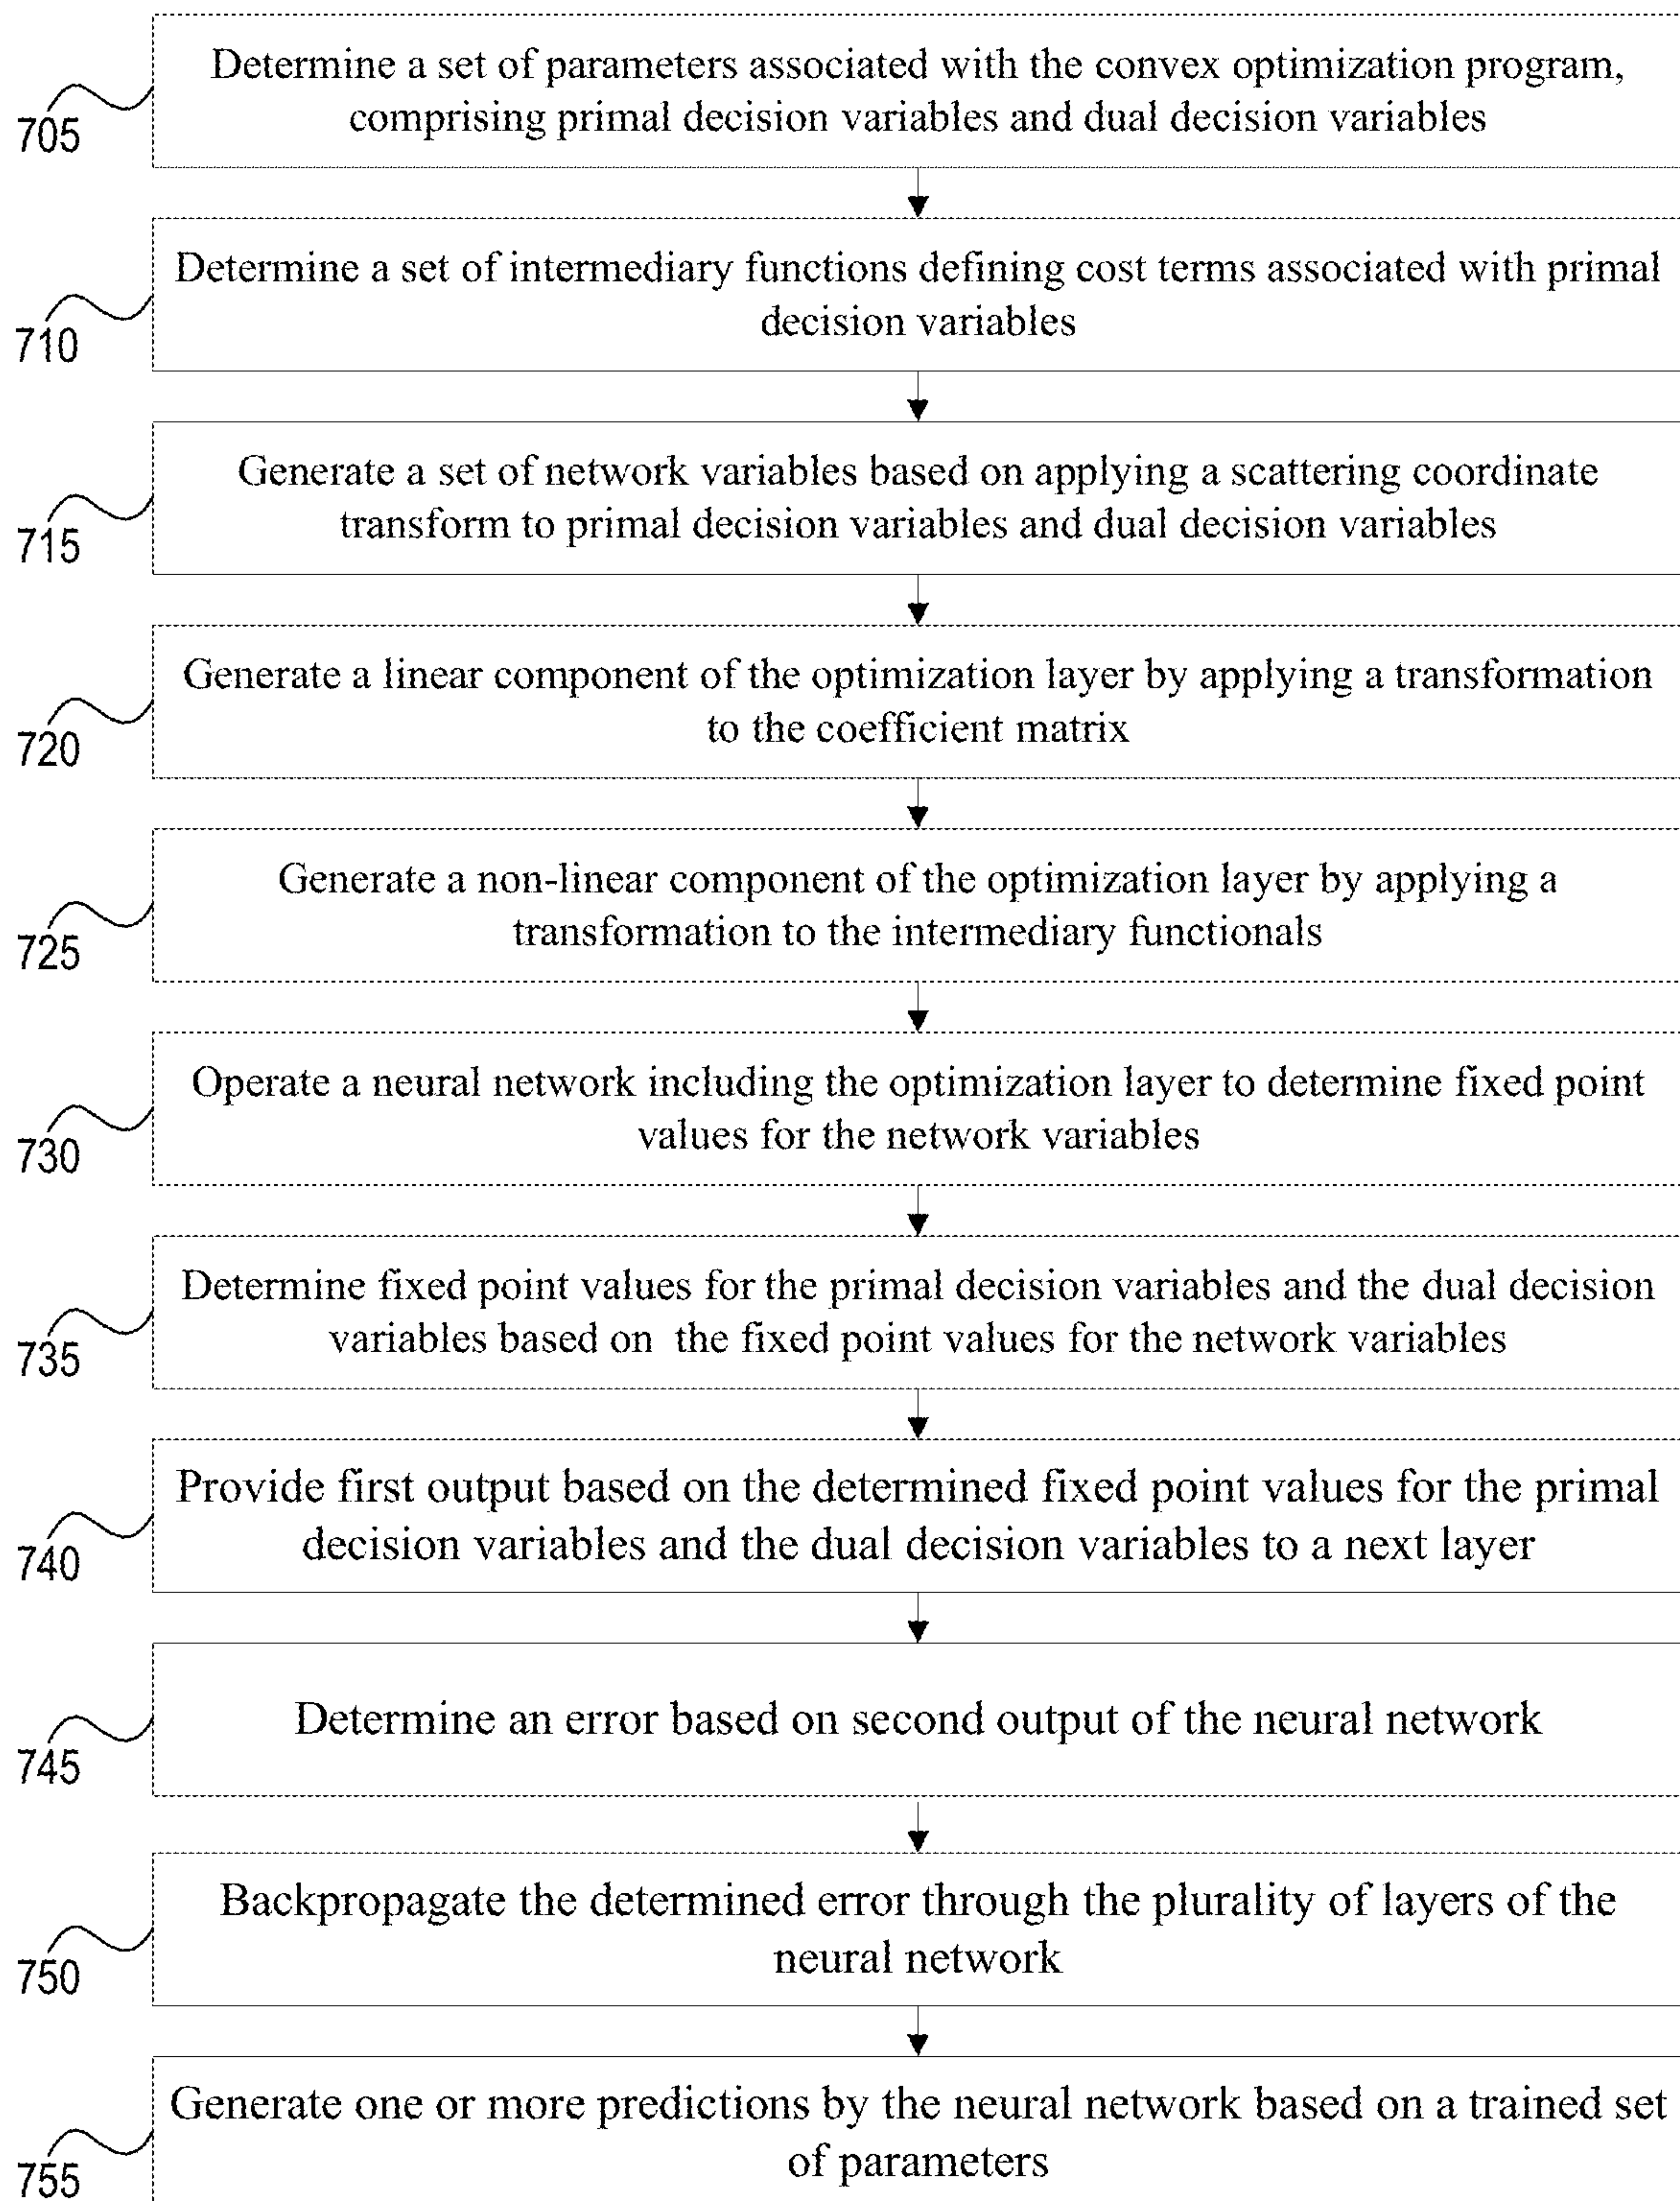 Determine a set of parameters associated with the convex optimization program,
comprising primal decision variables and dual decision variables
705
Determine a set of intermediary functions defining cost terms associated with primal
decision variables
710
Generate a set of network variables based on applying a scattering coordinate
transform to primal decision variables and dual decision variables
715
Generate a linear component of the optimization layer by applying a transformation
to the coefficient matrix
720
Generate a non-linear component of the optimization layer by applying a
transformation to the intermediary functionals
725
Operate a neural network including the optimization layer to determine fixed point
values for the network variables
730
Determine fixed point values for the primal decision variables and the dual decision
variables based on the fixed point values for the network variables
735
Provide first output based on the determined fixed point values for the primal
decision variables and the dual decision variables to a next layer
740
Determine an error based on second output of the neural network
745
Backpropagate the determined error through the plurality of layers of the
neural network
750
Generate one or more predictions by the neural network based on a trained set
of parameters
755